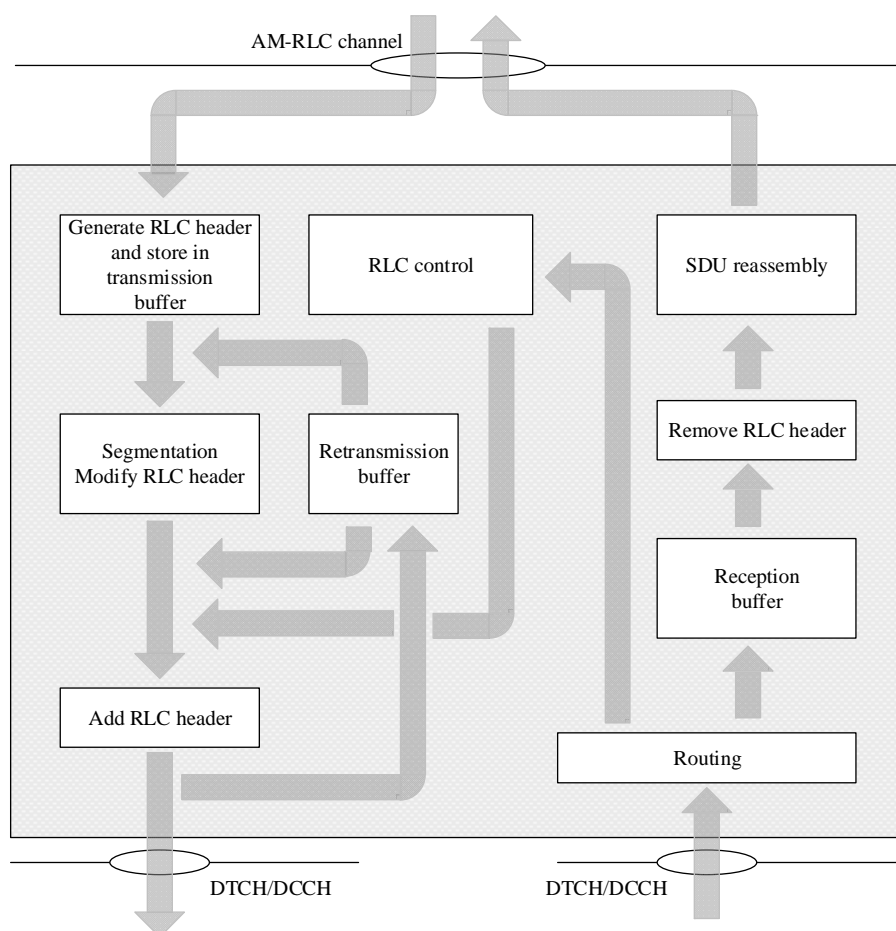 AM-RLC channel
Generate RLC header
and store in
transmission
buffer
RLC control
SDU reassembly
Segmentation
Modify RLC header
Retransmission
buffer
Remove RLC header
Reception
buffer
Add RLC header
Routing
DTCH/DCCH
DTCH/DCCH